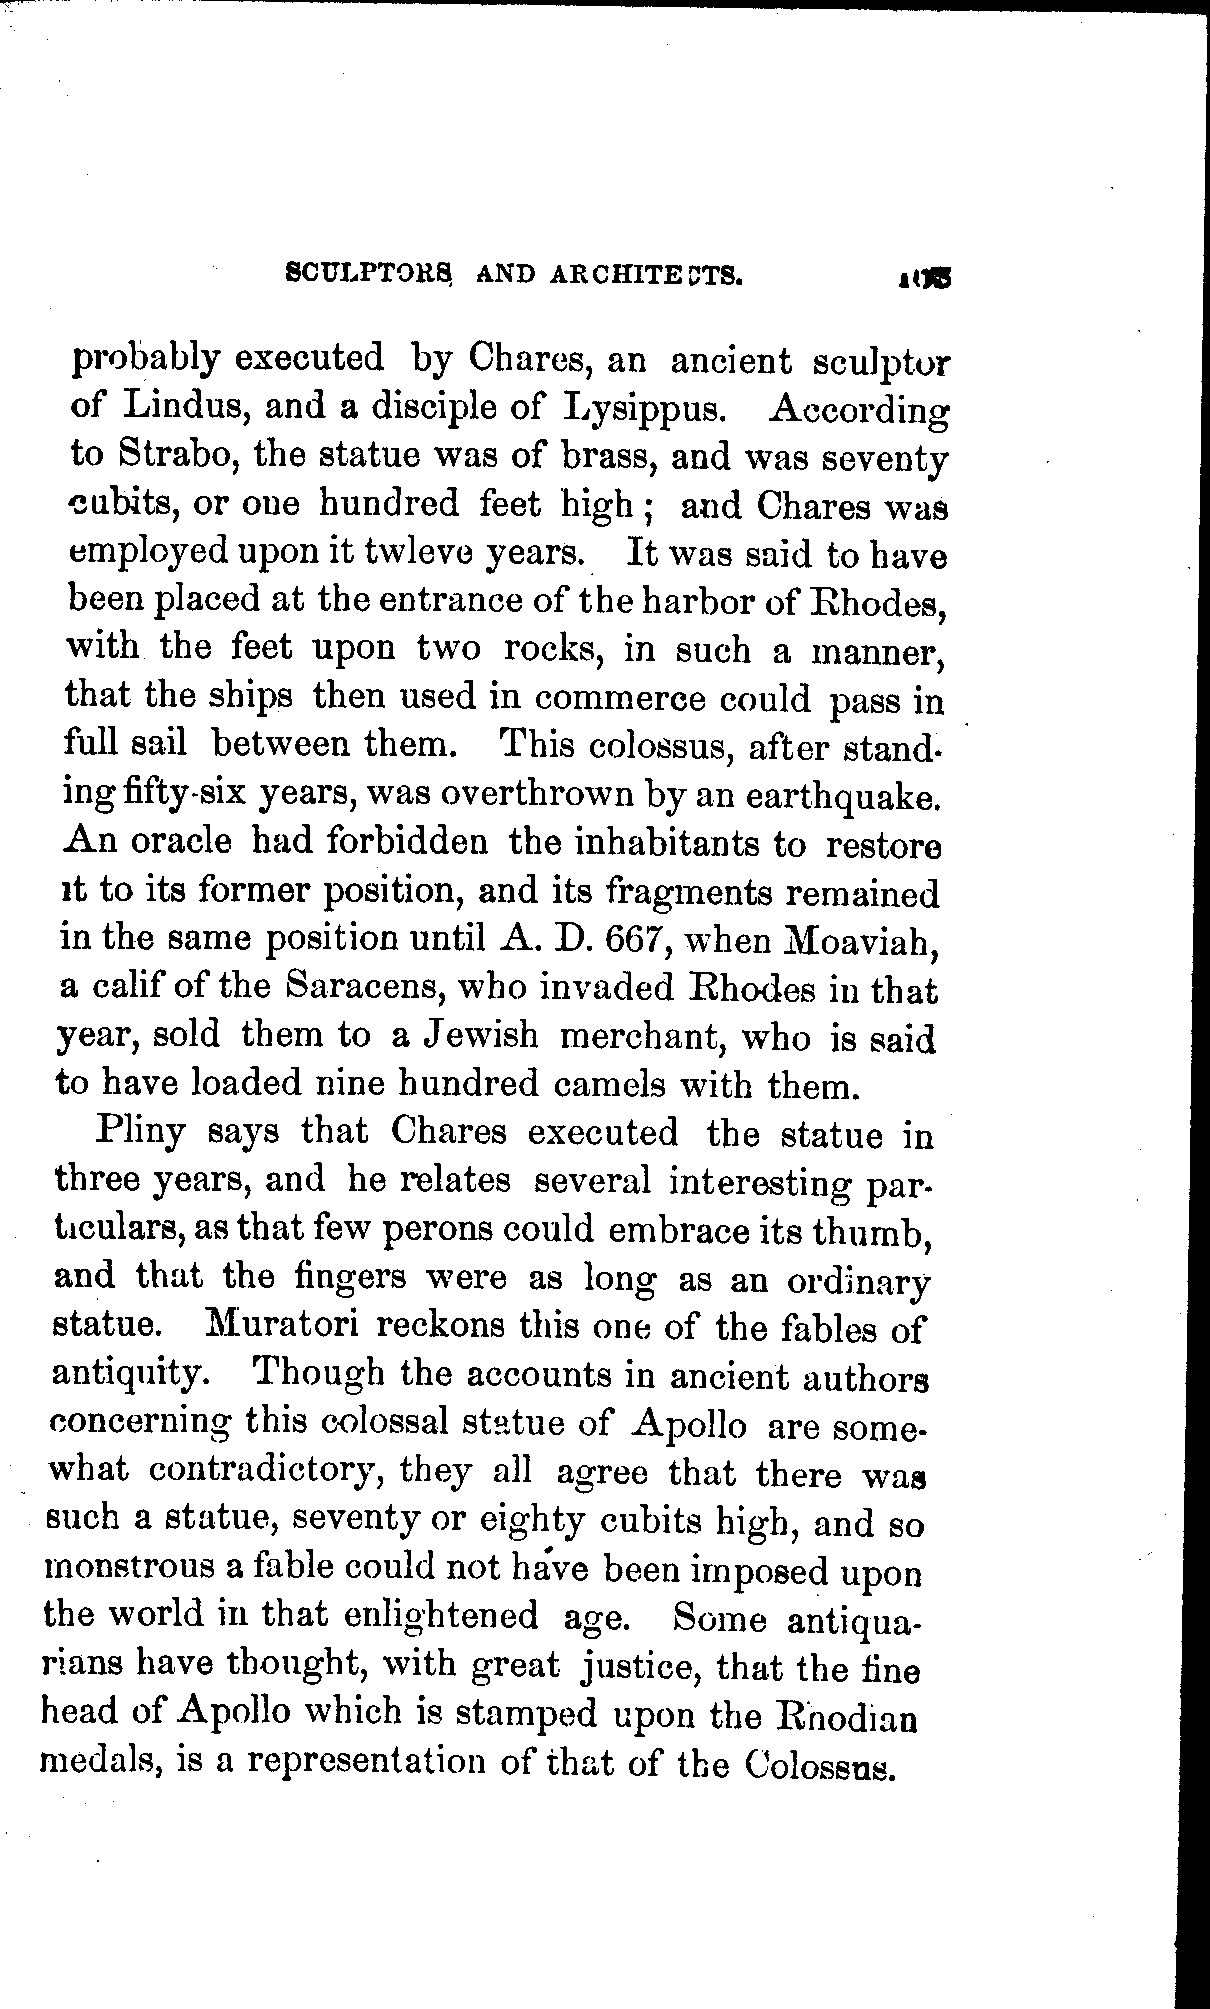 SCULPTORS AND ARCHITECTS.
probably executed by Chares, an ancient sculptor
of Lindus, and a disciple of Lysippus. According
to Strabo, the statue was of brass, and was seventy
cubits, or one hundred feet high; and Chares was
employed upon it twleve years. It was said to have
been placed at the entrance of the harbor of Rhodes,
with the feet upon two rocks, in such a manner,
that the ships then used in commerce could pass in
full sail between them. This colossus, after stand-
ing fifty-six years, was overthrown by an earthquake.
An oracle had forbidden the inhabitants to restore
it to its former position, and its fragments remained
in the same position until A. D. 667, when Moaviah,
a calif of the Saracens, who invaded Rhodes in that
year, sold them to a Jewish merchant, who is said
to have loaded nine hundred camels with them.
Pliny says that Chares executed the statue in
three years, and he relates several interesting par-
ticulars, as that few perons could embrace its thumb,
and that the fingers were as long as an ordinary
statue. Muratori reckons this one of the fables of
antiquity. Though the accounts in ancient authors
concerning this colossal statue of Apollo are some-
what contradictory, they all agree that there was
such a statue, seventy or eighty cubits high, and so
monstrous a fable could not have been imposed upon
the world in that enlightened age. Some antiqua-
rians have thought, with great justice, that the fine
head of Apollo which is stamped upon the Rhodian
medals, is a representation of that of the Colossus.